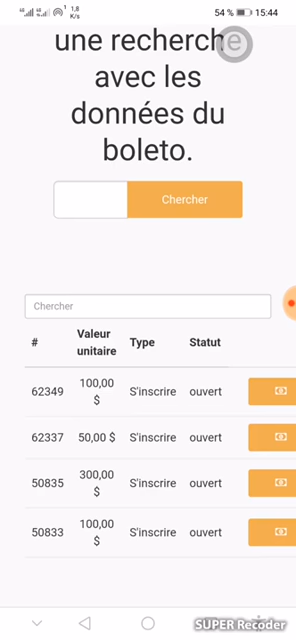 1,8 K/s
54 % 15:44
une recherche
avec les
données du
boleto.
Chercher
Chercher
# Valeur unitaire Type Statut
62349 100,00 $ S'inscrire ouvert
62337 50,00 $ S'inscrire ouvert
50835 300,00 $ S'inscrire ouvert
50833 100,00 $ S'inscrire ouvert
SUPER Recoder